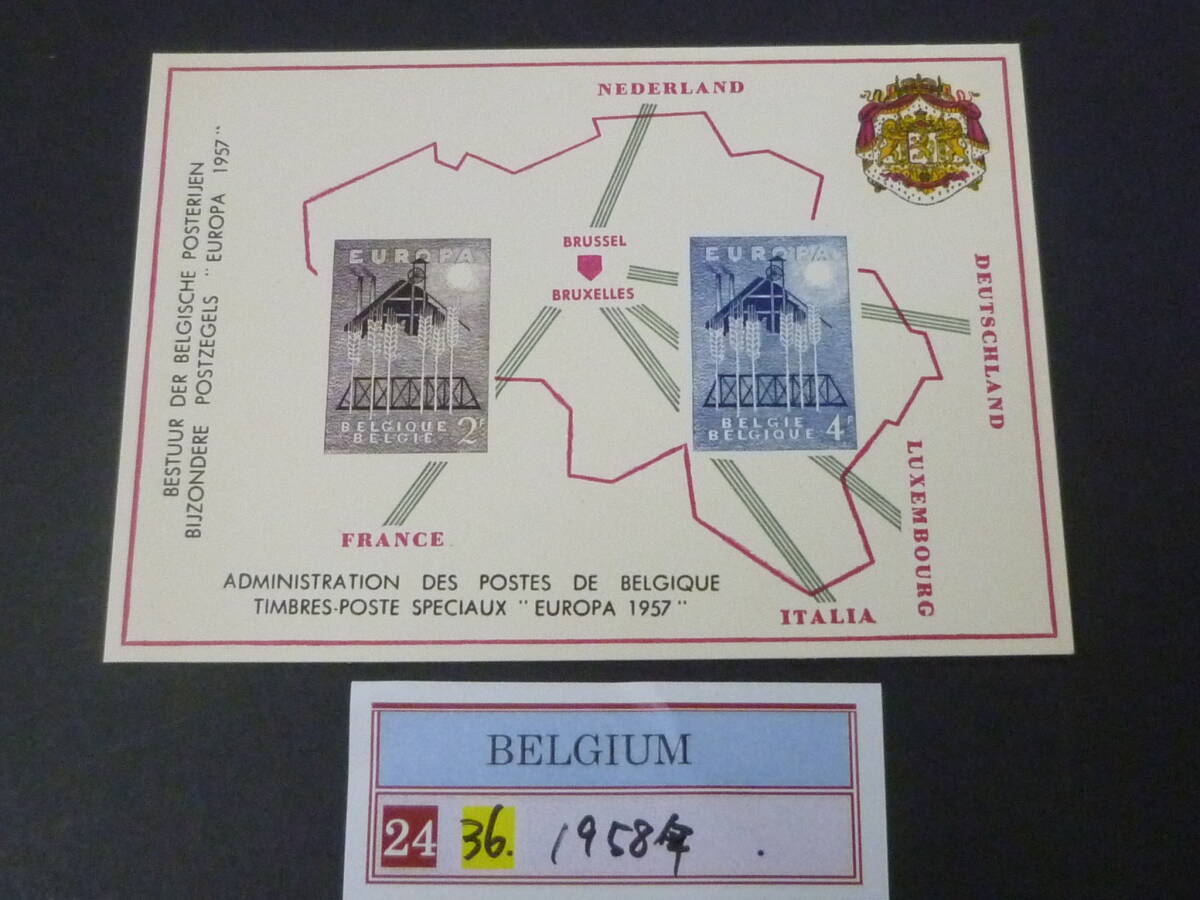 NEDERLAND
BESTUUR DER BELGISCHE POSTERIJEN
BIJZONDERE POSTZEGELS " EUROPA 1957 "
BRUSSEL
BRUXELLES
EUROPA
BELGIQUE
BELGIE 2F
EUROPA
BELGIE
BELGIQUE 4F
DEUTSCHLAND
LUXEMBOURG
FRANCE
ITALIA
ADMINISTRATION DES POSTES DE BELGIQUE
TIMBRES-POSTE SPECIAUX " EUROPA 1957 "
BELGIUM
24 36. 1958年 .